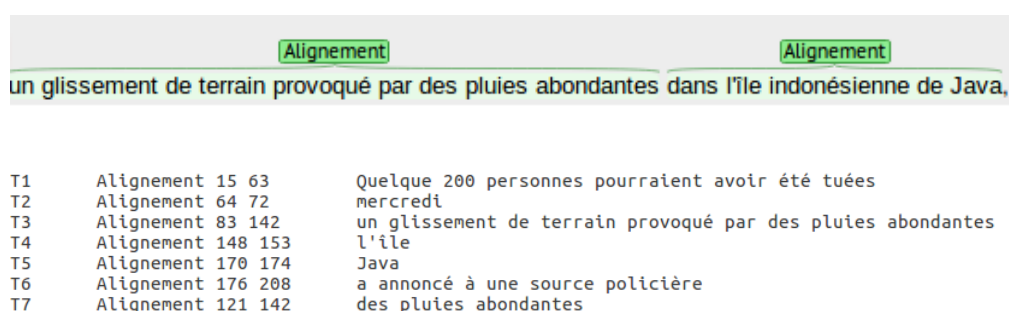 Alignement Alignement
un glissement de terrain provoqué par des pluies abondantes dans l'île indonésienne de Java,
T1 Alignement 15 63 Quelque 200 personnes pourraient avoir été tuées
T2 Alignement 64 72 mercredi
T3 Alignement 83 142 un glissement de terrain provoqué par des pluies abondantes
T4 Alignement 148 153 l'île
T5 Alignement 170 174 Java
T6 Alignement 176 208 a annoncé à une source policière
T7 Alignement 121 142 des pluies abondantes